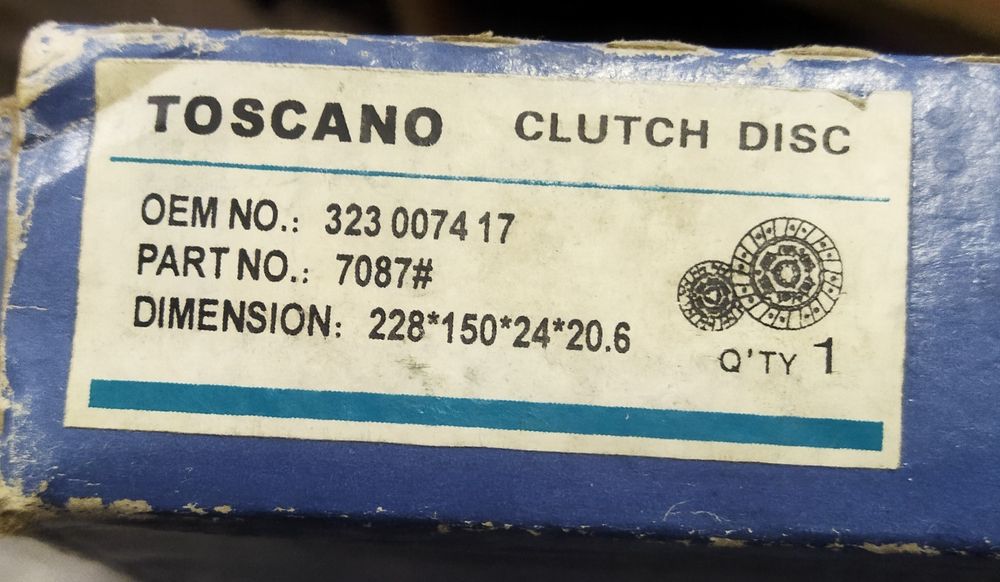 TOSCANO CLUTCH DISC
OEM NO.: 323 0074 17
PART NO.: 7087#
DIMENSION: 228*150*24*20.6
Q'TY 1